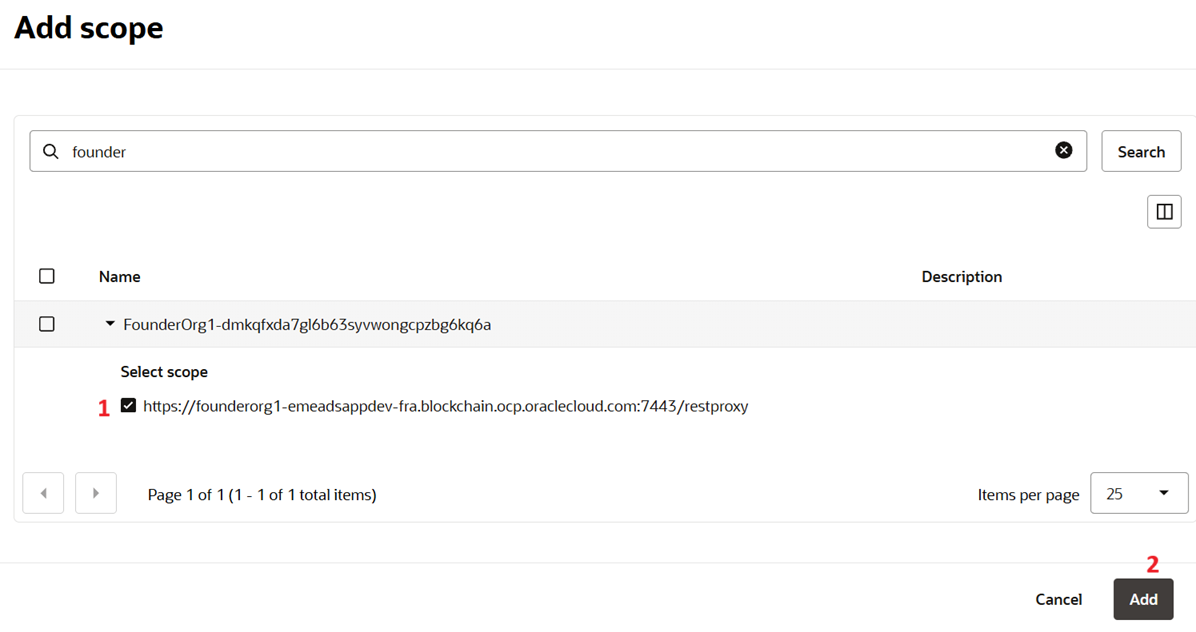 Add scope
founder
Search
Name Description
FounderOrg1-dmkqfxda7gl6b63syvwongcpzbg6kq6a
Select scope
1 https://founderorg1-emeadsappdev-fra.blockchain.ocp.oraclecloud.com:7443/restproxy
Page 1 of 1 (1 - 1 of 1 total items) Items per page 25
2
Cancel Add